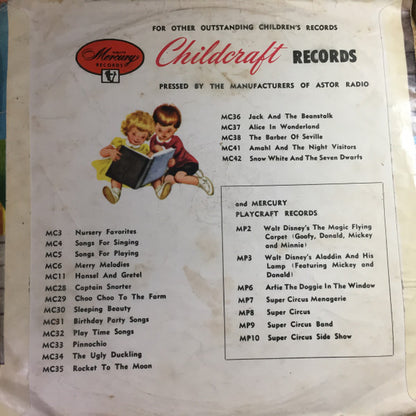 FOR OTHER OUTSTANDING CHILDREN'S RECORDS
Mercury
RECORDS
Childcraft RECORDS
PRESSED BY THE MANUFACTURERS OF ASTOR RADIO
MC36 Jack And The Beanstalk
MC37 Alice In Wonderland
MC38 The Barber Of Seville
MC41 Amahl And The Night Visitors
MC42 Snow White And The Seven Dwarfs
MC3 Nursery Favorites
MC4 Songs For Singing
MC5 Songs For Playing
MC6 Merry Melodies
MC11 Hansel And Gretel
MC28 Captain Snorter
MC29 Choo Choo To The Farm
MC30 Sleeping Beauty
MC31 Birthday Party Songs
MC32 Play Time Songs
MC33 Pinnochio
MC34 The Ugly Duckling
MC35 Rocket To The Moon
and MERCURY
PLAYCRAFT RECORDS
MP2 Walt Disney's The Magic Flying
Carpet (Goofy, Donald, Mickey
and Minnie)
MP3 Walt Disney's Aladdin And His
Lamp (Featuring Mickey and
Donald)
MP6 Artie The Doggie In The Window
MP7 Super Circus Menagerie
MP8 Super Circus
MP9 Super Circus Band
MP10 Super Circus Side Show